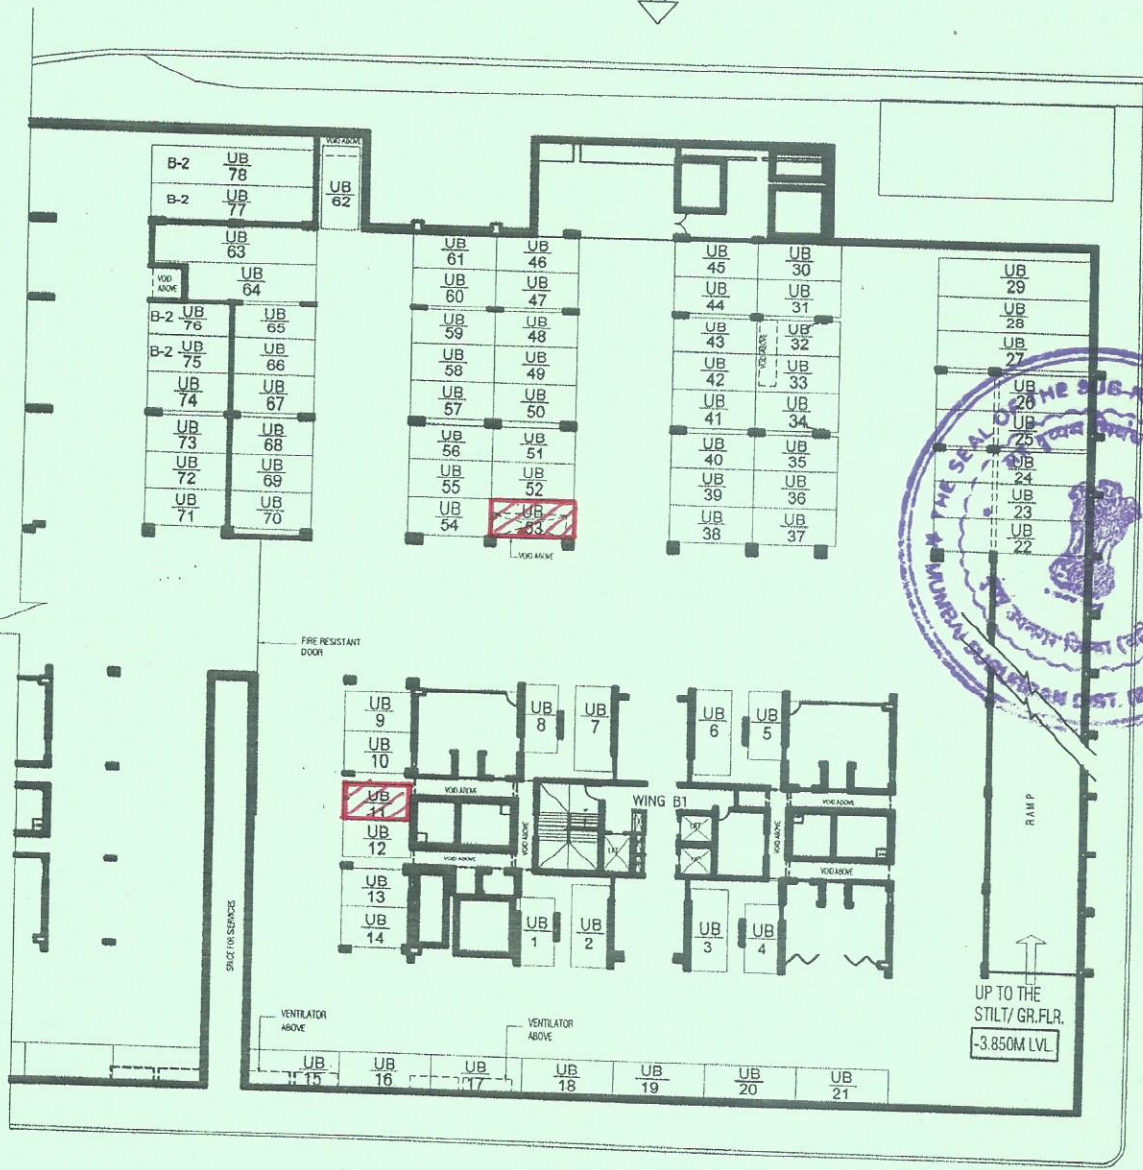 VOID ABOVE
B-2 UB 78
B-2 UB 77
UB 62
UB 63
UB 64
VOID ABOVE
B-2 UB 76
B-2 UB 75
UB 74
UB 73
UB 72
UB 71
UB 65
UB 66
UB 67
UB 68
UB 69
UB 70
UB 61
UB 60
UB 59
UB 58
UB 57
UB 56
UB 55
UB 54
UB 46
UB 47
UB 48
UB 49
UB 50
UB 51
UB 52
UB 53
VOID ABOVE
UB 45
UB 44
UB 43
UB 42
UB 41
UB 40
UB 39
UB 38
UB 30
UB 31
UB 32
VOID ABOVE
UB 33
UB 34
UB 35
UB 36
UB 37
UB 29
UB 28
UB 27
UB 26
UB 25
UB 24
UB 23
UB 22
THE SEAL OF THE SUB-
MUMBAI SUBURBAN DIST.
FIRE RESISTANT
DOOR
UB 9
UB 10
UB 11
UB 12
UB 13
UB 14
UB 8
UB 7
UB 6
UB 5
VOID ABOVE
VOID ABOVE
VOID ABOVE
WING B1
LIFT
LIFT
LIFT
VOID ABOVE
VOID ABOVE
VOID ABOVE
UB 1
UB 2
UB 3
UB 4
RAMP
SPACE FOR SERVICES
UP TO THE
STILT/ GR.FLR.
-3.850M LVL.
VENTILATOR
ABOVE
VENTILATOR
ABOVE
UB 15
UB 16
UB 17
UB 18
UB 19
UB 20
UB 21